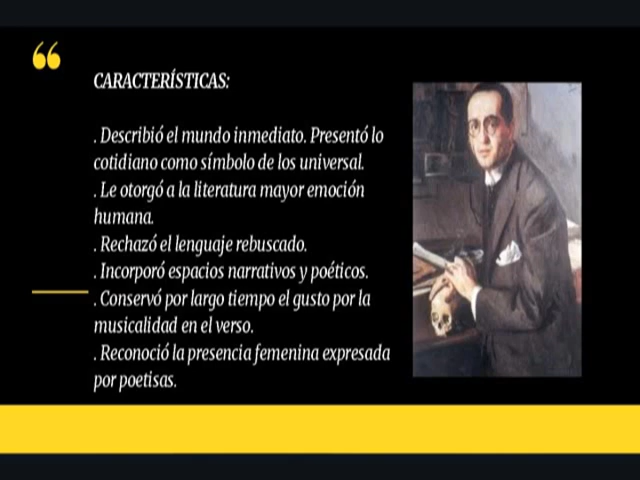 CARACTERÍSTICAS:
. Describió el mundo inmediato. Presentó lo
cotidiano como símbolo de los universal.
. Le otorgó a la literatura mayor emoción
humana.
. Rechazó el lenguaje rebuscado.
. Incorporó espacios narrativos y poéticos.
. Conservó por largo tiempo el gusto por la
musicalidad en el verso.
. Reconoció la presencia femenina expresada
por poetisas.